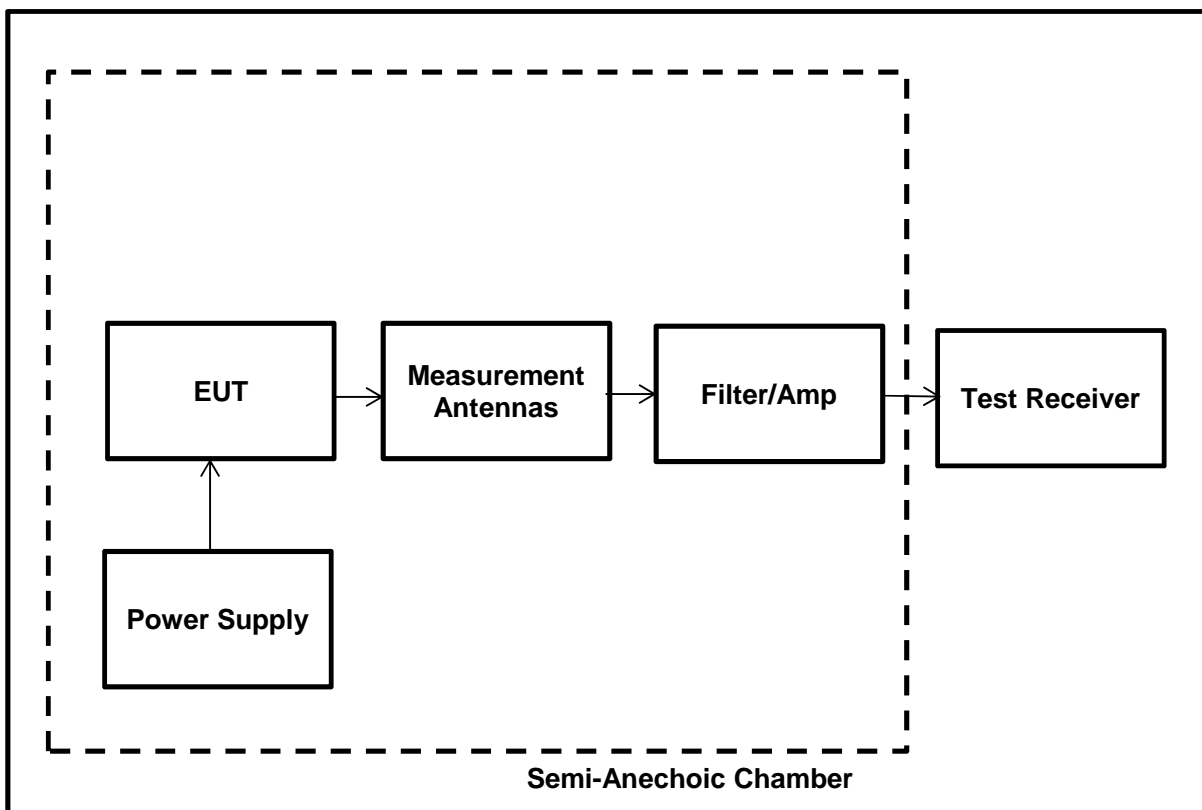 EUT
Measurement
Antennas
Filter/Amp
Test Receiver
Power Supply
Semi-Anechoic Chamber